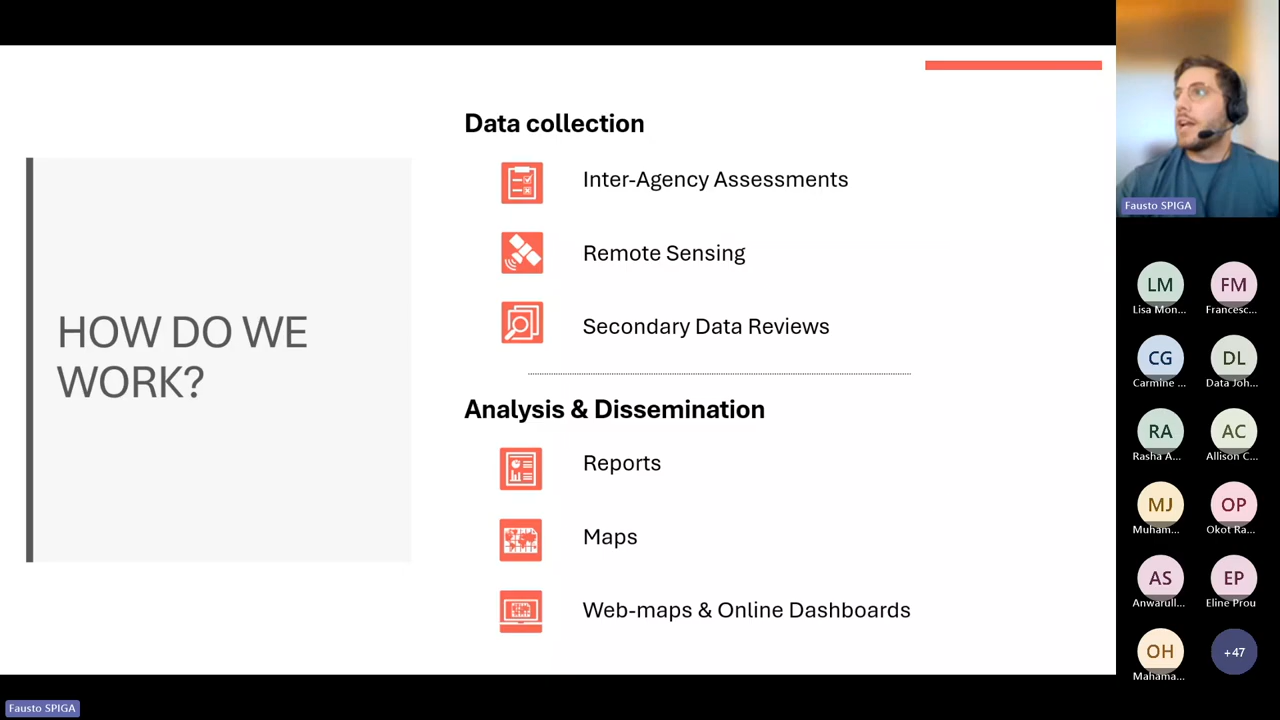 HOW DO WE
WORK?
Data collection
Inter-Agency Assessments
Remote Sensing
Secondary Data Reviews
Analysis & Dissemination
Reports
Maps
Web-maps & Online Dashboards
Fausto SPIGA
LM
Lisa Mon...
FM
Francesc...
CG
Carmine ...
DL
Data Joh...
RA
Rasha A...
AC
Allison C...
MJ
Muham...
OP
Okot Ra...
AS
Anwarull...
EP
Eline Prou
OH
Mahama...
+47
Fausto SPIGA